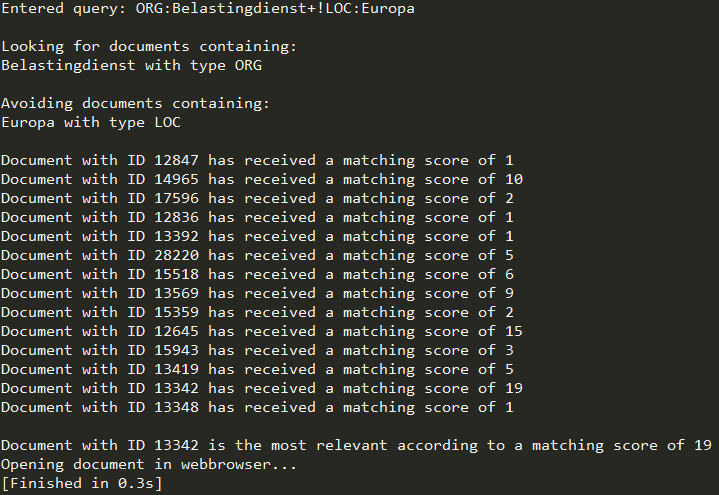 Entered query: ORG:Belastingdienst+!LOC:Europa
Looking for documents containing:
Belastingdienst with type ORG
Avoiding documents containing:
Europa with type LOC
Document with ID 12847 has received a matching score of 1
Document with ID 14965 has received a matching score of 10
Document with ID 17596 has received a matching score of 2
Document with ID 12836 has received a matching score of 1
Document with ID 13392 has received a matching score of 1
Document with ID 28220 has received a matching score of 5
Document with ID 15518 has received a matching score of 6
Document with ID 13569 has received a matching score of 9
Document with ID 15359 has received a matching score of 2
Document with ID 12645 has received a matching score of 15
Document with ID 15943 has received a matching score of 3
Document with ID 13419 has received a matching score of 5
Document with ID 13342 has received a matching score of 19
Document with ID 13348 has received a matching score of 1
Document with ID 13342 is the most relevant according to a matching score of 19
Opening document in webbrowser...
[Finished in 0.3s]